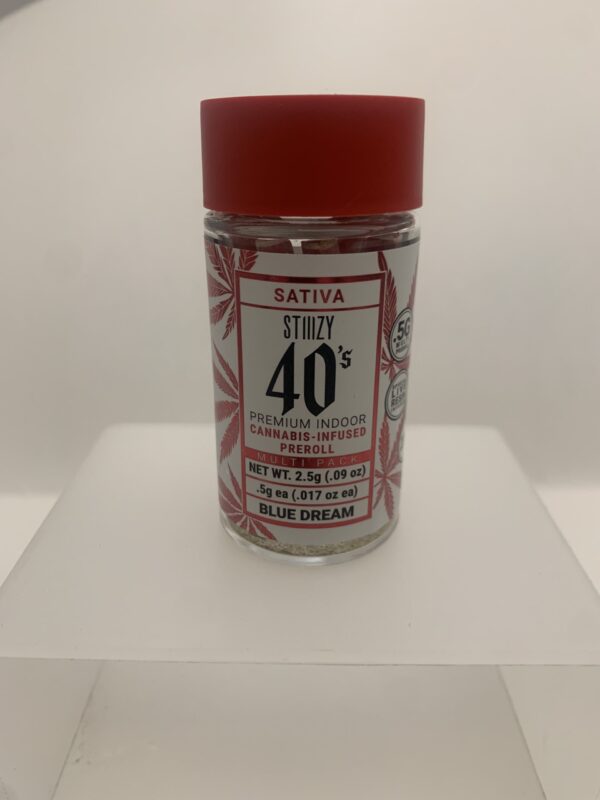 SATIVA
STIIIZY
40's
PREMIUM INDOOR
CANNABIS-INFUSED
PREROLL
MULTI PACK
NET WT. 2.5g (.09 oz)
.5g ea (.017 oz ea)
BLUE DREAM
.5G